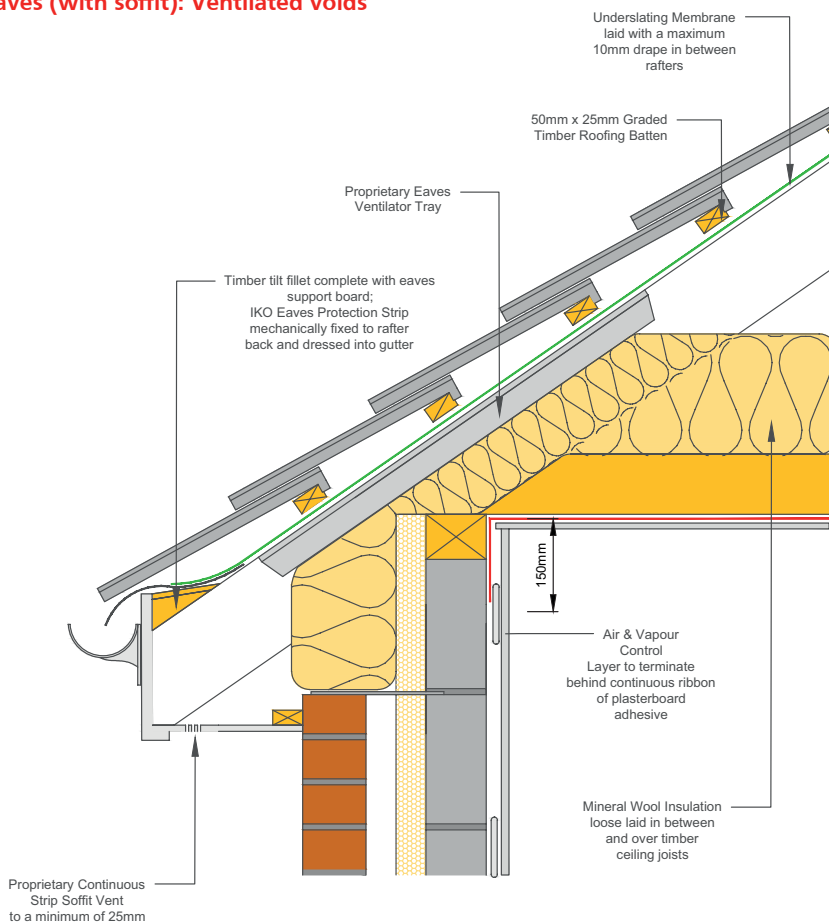 aves (with soffit): Ventilated voids
Underslating Membrane
laid with a maximum
10mm drape in between
rafters
50mm x 25mm Graded
Timber Roofing Batten
Proprietary Eaves
Ventilator Tray
Timber tilt fillet complete with eaves
support board;
IKO Eaves Protection Strip
mechanically fixed to rafter
back and dressed into gutter
150mm
Air & Vapour
Control
Layer to terminate
behind continuous ribbon
of plasterboard
adhesive
Mineral Wool Insulation
loose laid in between
and over timber
ceiling joists
Proprietary Continuous
Strip Soffit Vent
to a minimum of 25mm